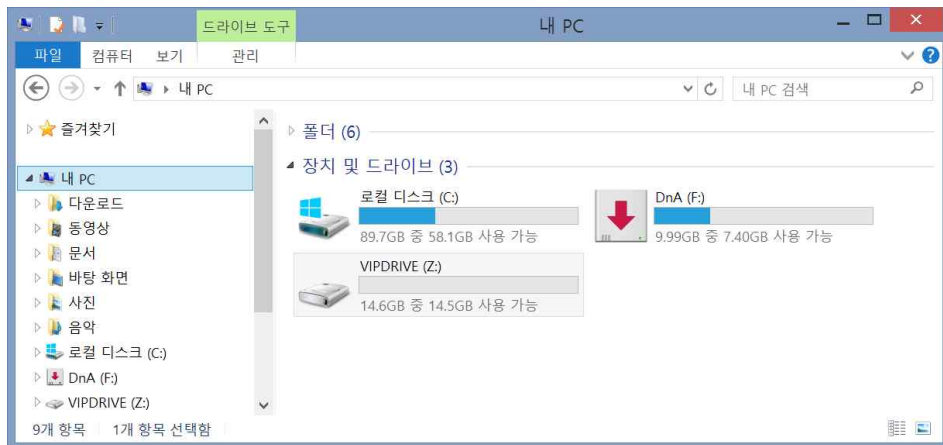 드라이브 도구
내 PC
파일
컴퓨터
보기
관리
내 PC
내 PC 검색
즐겨찾기
내 PC
다운로드
동영상
문서
바탕 화면
사진
음악
로컬 디스크 (C:)
DnA (F:)
VIPDRIVE (Z:)
폴더 (6)
장치 및 드라이브 (3)
로컬 디스크 (C:)
89.7GB 중 58.1GB 사용 가능
DnA (F:)
9.99GB 중 7.40GB 사용 가능
VIPDRIVE (Z:)
14.6GB 중 14.5GB 사용 가능
9개 항목
1개 항목 선택함